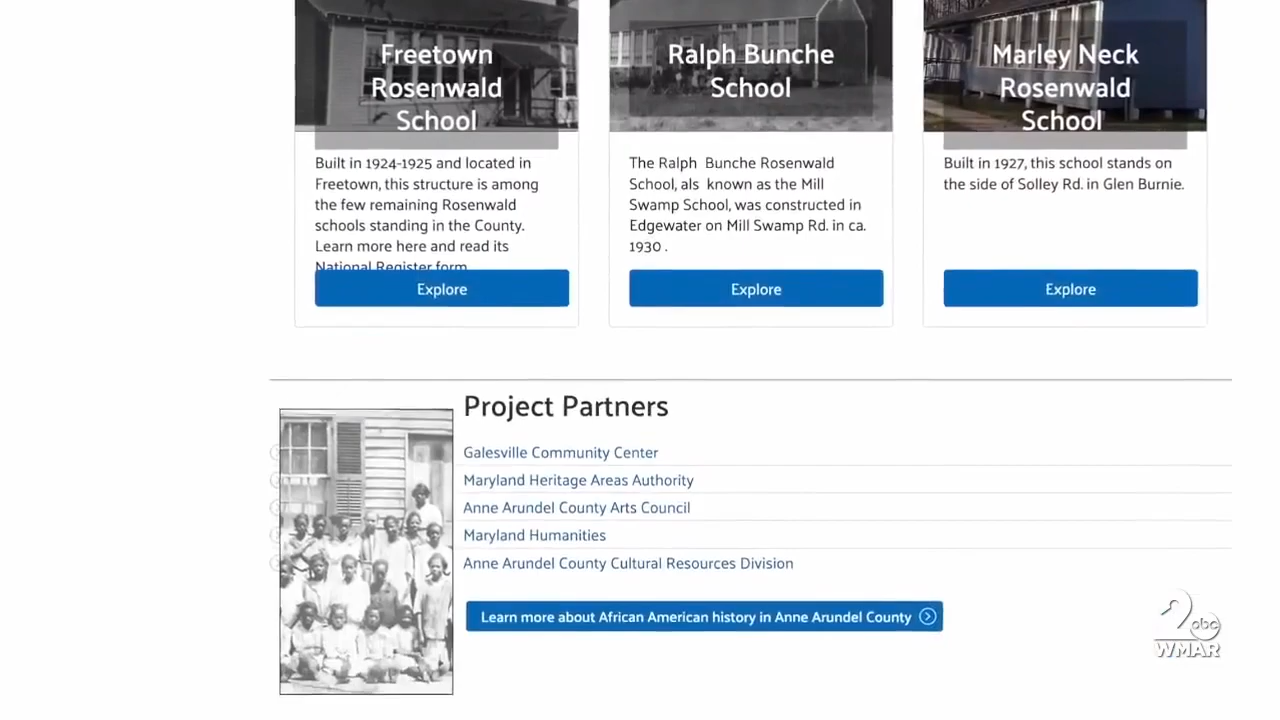 Freetown
Rosenwald
School
Built in 1924-1925 and located in
Freetown, this structure is among
the few remaining Rosenwald
schools standing in the County.
Learn more here and read its
National Register form
Explore
Ralph Bunche
School
The Ralph Bunche Rosenwald
School, als known as the Mill
Swamp School, was constructed in
Edgewater on Mill Swamp Rd. in ca.
1930 .
Explore
Marley Neck
Rosenwald
School
Built in 1927, this school stands on
the side of Solley Rd. in Glen Burnie.
Explore
Project Partners
Galesville Community Center
Maryland Heritage Areas Authority
Anne Arundel County Arts Council
Maryland Humanities
Anne Arundel County Cultural Resources Division
Learn more about African American history in Anne Arundel County
2 abc
WMAR